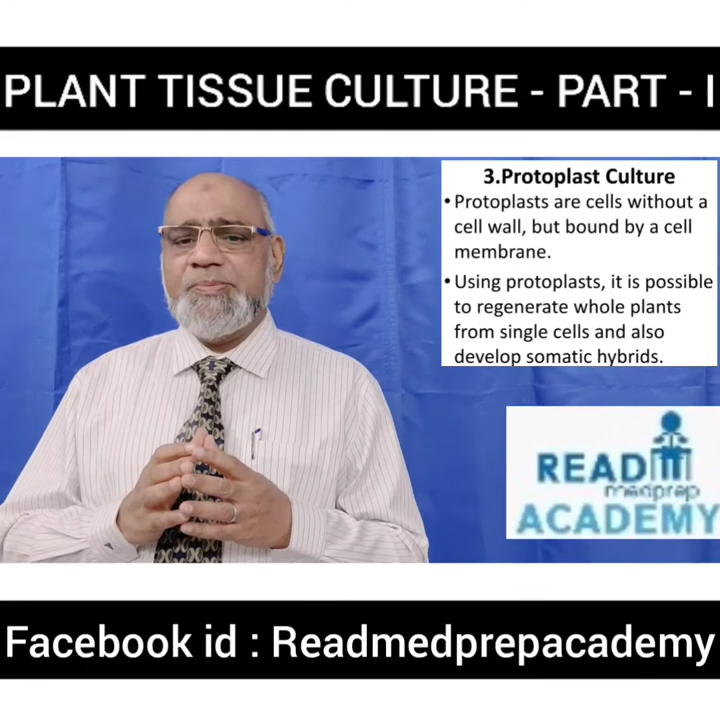 PLANT TISSUE CULTURE - PART - I
3.Protoplast Culture
• Protoplasts are cells without a
cell wall, but bound by a cell
membrane.
• Using protoplasts, it is possible
to regenerate whole plants
from single cells and also
develop somatic hybrids.
READ
medprep
ACADEMY
Facebook id : Readmedprepacademy